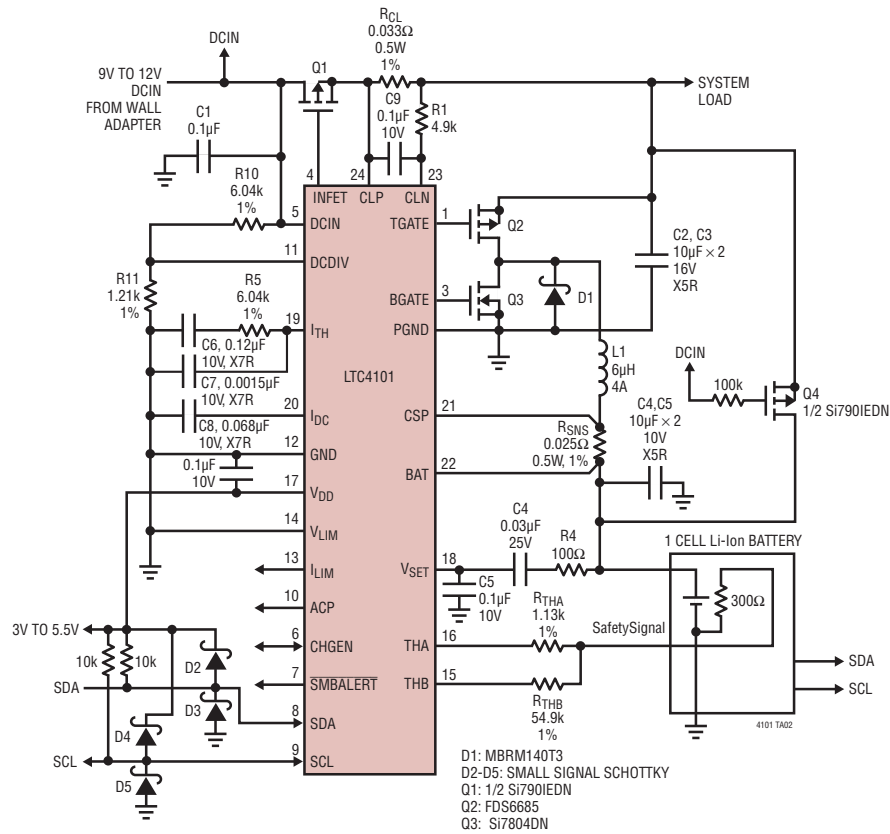 DCIN
9V TO 12V
DCIN
FROM WALL
ADAPTER
C1
0.1µF
Q1
RCL
0.033Ω
0.5W
1%
C9
0.1µF
10V
R1
4.9k
SYSTEM
LOAD
4
24
23
INFET
CLP
CLN
R10
6.04k
1%
5
DCIN
11
DCDIV
R11
1.21k
1%
R5
6.04k
1%
19
ITH
C6, 0.12µF
10V, X7R
C7, 0.0015µF
10V, X7R
20
IDC
C8, 0.068µF
10V, X7R
12
GND
0.1µF
10V
17
VDD
14
VLIM
13
ILIM
10
ACP
6
CHGEN
7
SMBALERT
8
SDA
9
SCL
LTC4101
TGATE
1
Q2
BGATE
3
Q3
PGND
D1
C2, C3
10µF × 2
16V
X5R
L1
6µH
4A
DCIN
100k
Q4
1/2 Si790IEDN
CSP
21
RSNS
0.025Ω
0.5W, 1%
BAT
22
C4,C5
10µF × 2
10V
X5R
C4
0.03µF
25V
R4
100Ω
VSET
18
C5
0.1µF
10V
1 CELL Li-Ion BATTERY
300Ω
SafetySignal
RTHA
1.13k
1%
THA
16
THB
15
RTHB
54.9k
1%
SDA
SCL
4101 TA02
3V TO 5.5V
10k
10k
D2
SDA
D3
D4
SCL
D5
D1: MBRM140T3
D2-D5: SMALL SIGNAL SCHOTTKY
Q1: 1/2 Si790IEDN
Q2: FDS6685
Q3: Si7804DN